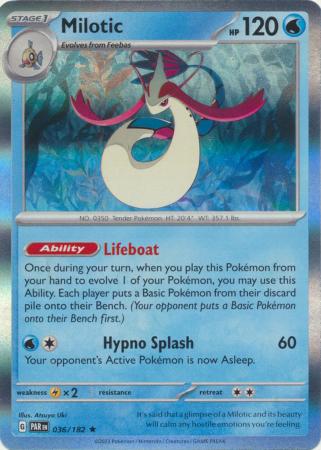 STAGE 1 Milotic HP 120
Evolves from Feebas
NO. 0350 Tender Pokémon HT: 20'4" WT: 357.1 lbs.
Ability Lifeboat
Once during your turn, when you play this Pokémon from
your hand to evolve 1 of your Pokémon, you may use this
Ability. Each player puts a Basic Pokémon from their discard
pile onto their Bench. (Your opponent puts a Basic Pokémon
onto their Bench first.)
Hypno Splash 60
Your opponent's Active Pokémon is now Asleep.
weakness ×2 resistance retreat
Illus. Atsuya Uki
G PAR EN 036/182 ★
It's said that a glimpse of a Milotic and its beauty
will calm any hostile emotions you're feeling.
©2023 Pokémon / Nintendo / Creatures / GAME FREAK